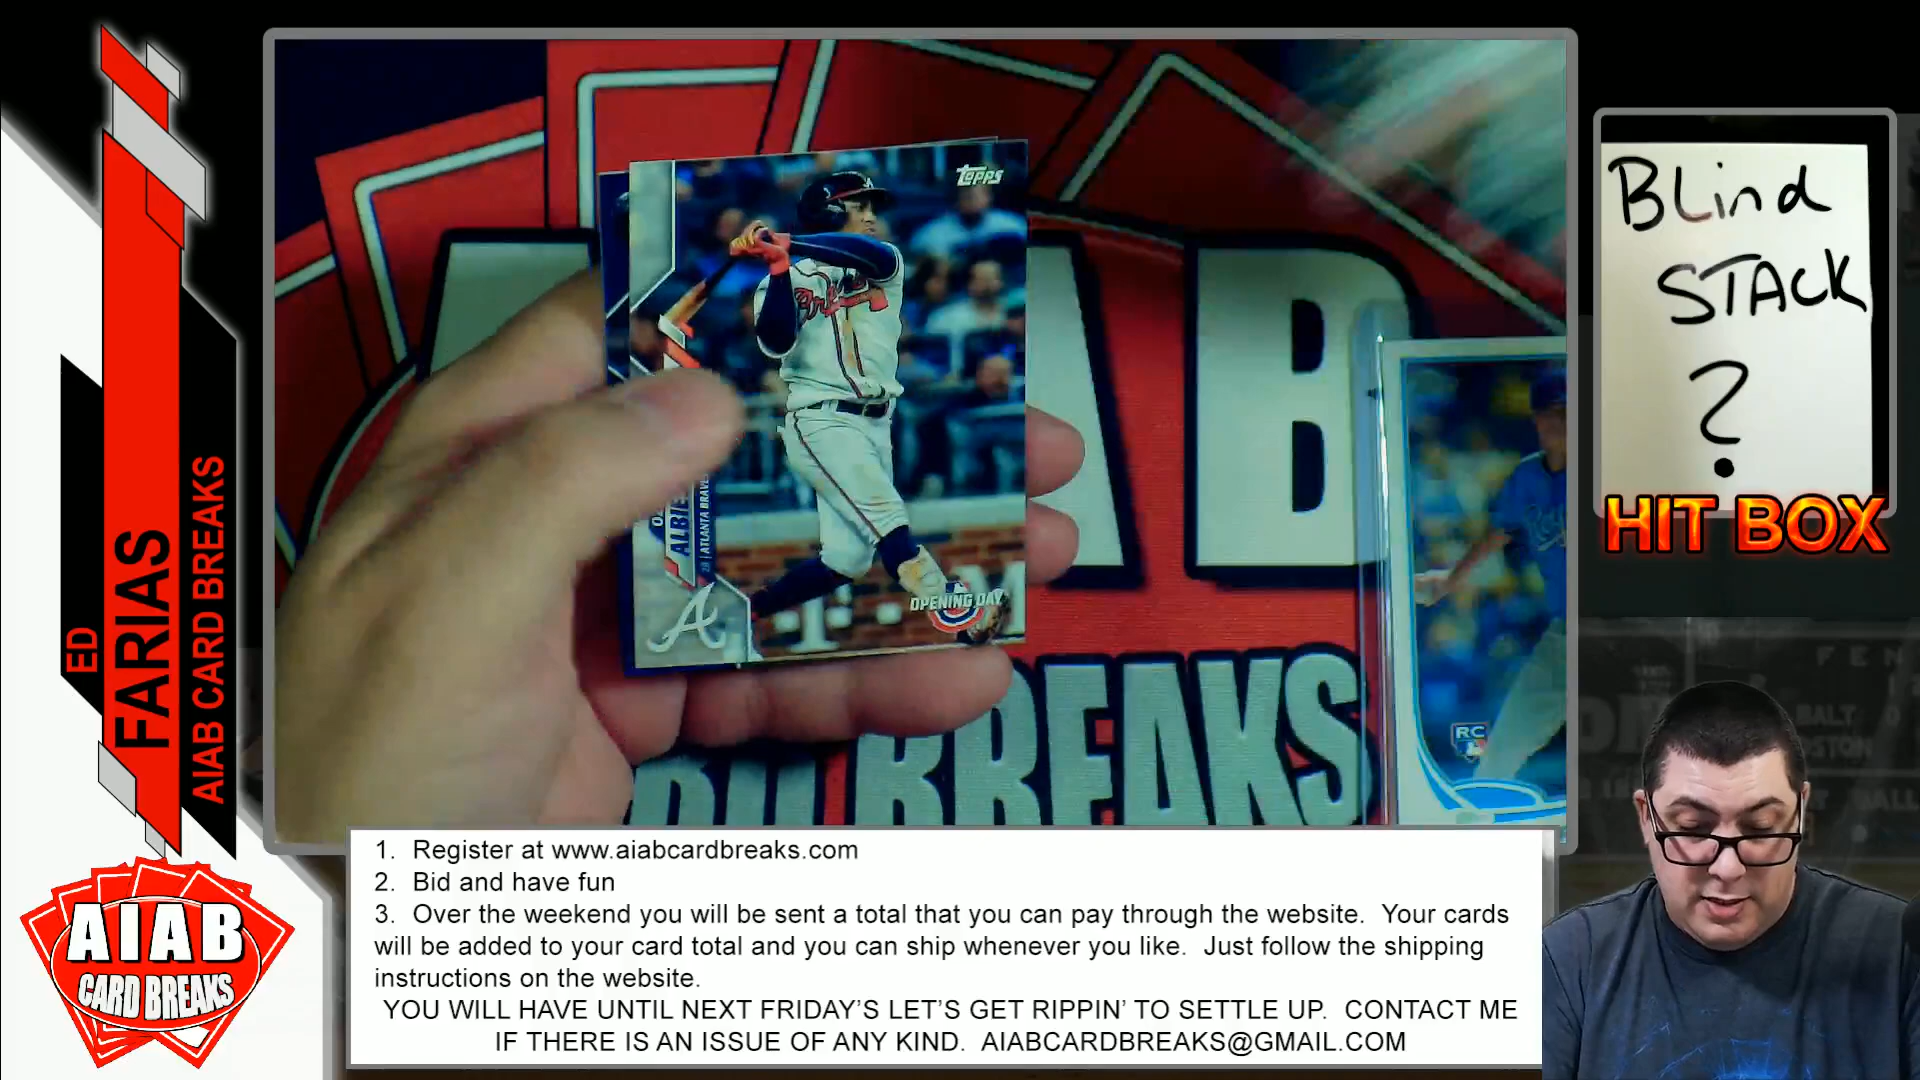 ED
FARIAS
AIAB CARD BREAKS
AIAB
CARD BREAKS
Topps
Braves
ALBIE
2B | ATLANTA BRAVE
A
OPENING DAY
B
BREAKS
RC
BLind
STACK
?
HIT BOX
1. Register at www.aiabcardbreaks.com
2. Bid and have fun
3. Over the weekend you will be sent a total that you can pay through the website. Your cards
will be added to your card total and you can ship whenever you like. Just follow the shipping
instructions on the website.
YOU WILL HAVE UNTIL NEXT FRIDAY'S LET'S GET RIPPIN' TO SETTLE UP. CONTACT ME
IF THERE IS AN ISSUE OF ANY KIND. AIABCARDBREAKS@GMAIL.COM